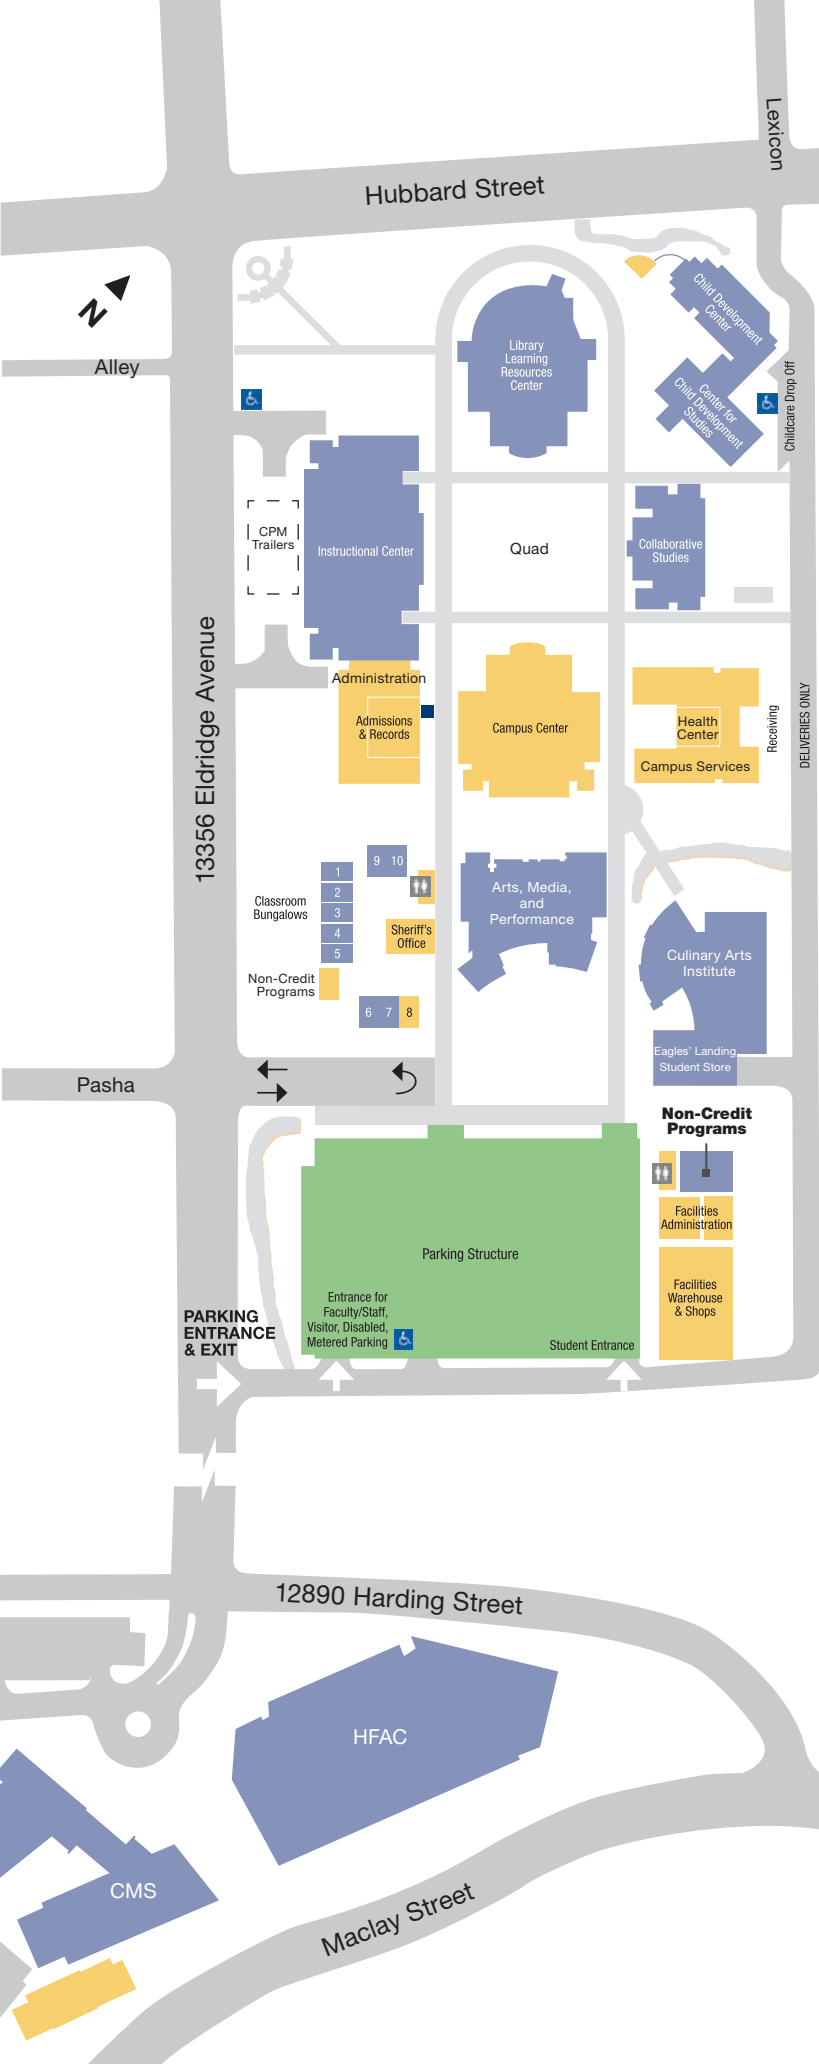 Lexicon
Hubbard Street
N
Alley
Child Development
Center
Library
Learning
Resources
Center
Center for
Child Development
Studies
Childcare Drop Off
CPM
Trailers
Instructional Center
Quad
Collaborative
Studies
13356 Eldridge Avenue
Administration
Admissions
& Records
Campus Center
Health
Center
Campus Services
Receiving
DELIVERIES ONLY
9 10
1
2
3
4
5
Classroom
Bungalows
Sheriff's
Office
Non-Credit
Programs
6 7 8
Arts, Media,
and
Performance
Culinary Arts
Institute
Eagles' Landing
Student Store
Pasha
Non-Credit
Programs
Facilities
Administration
Facilities
Warehouse
& Shops
Parking Structure
Entrance for
Faculty/Staff,
Visitor, Disabled,
Metered Parking
Student Entrance
PARKING
ENTRANCE
& EXIT
12890 Harding Street
HFAC
CMS
Maclay Street